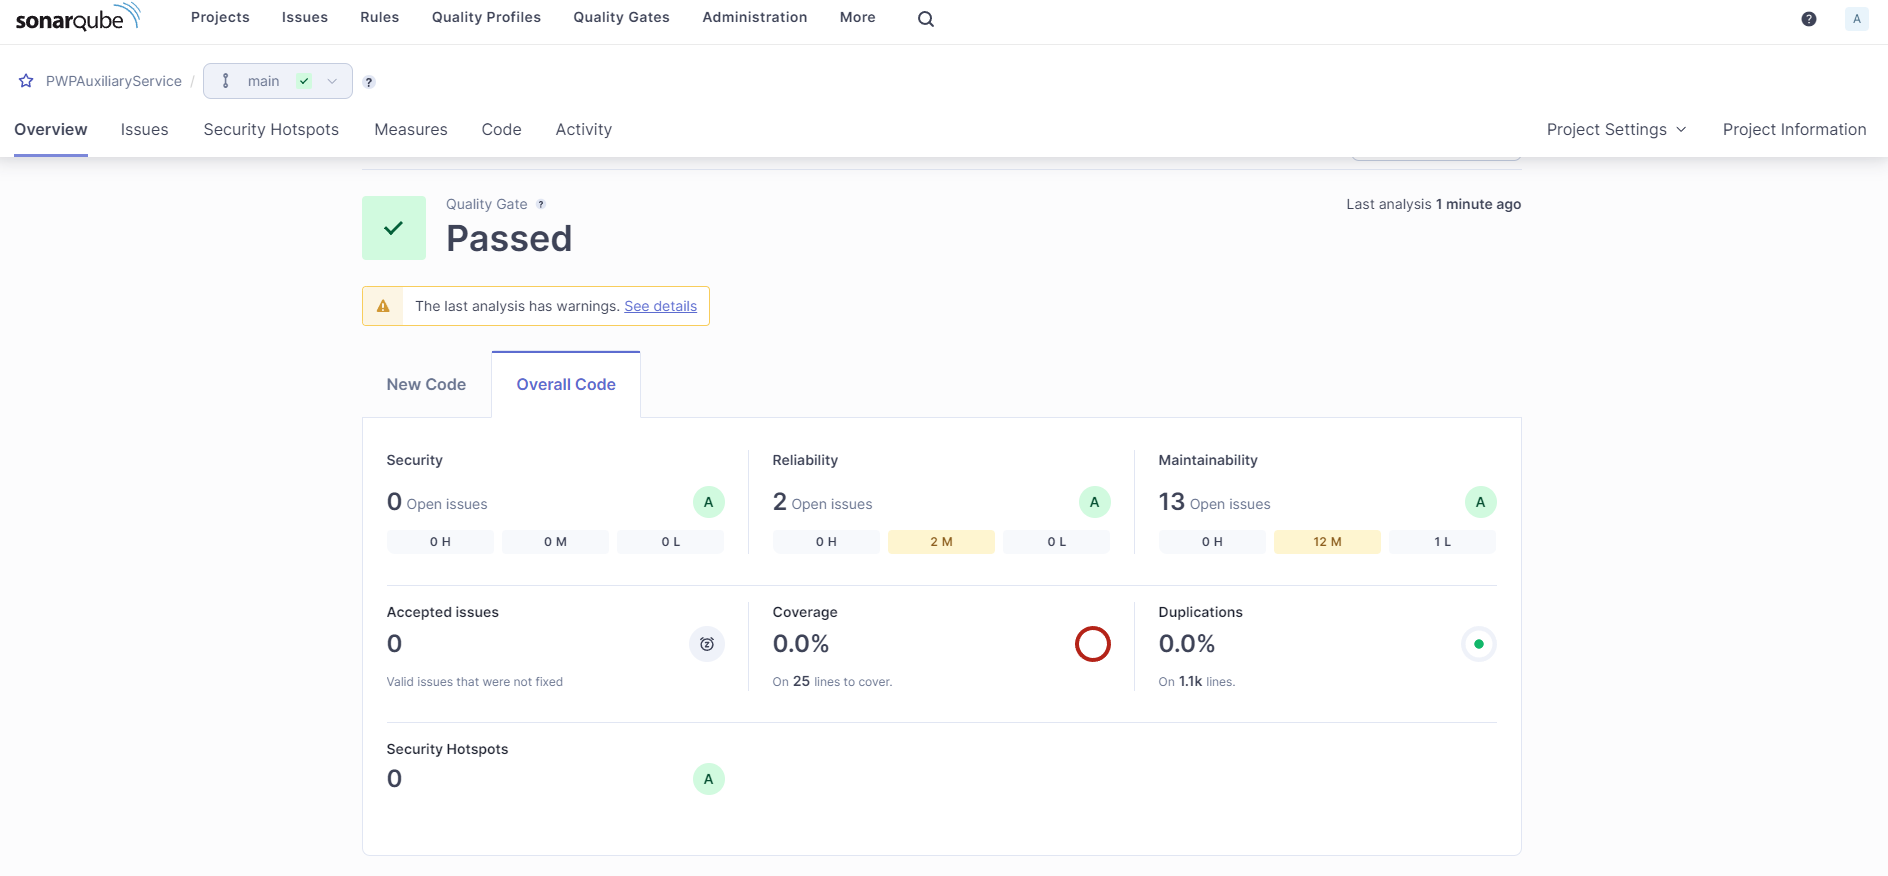 sonarqube
Projects Issues Rules Quality Profiles Quality Gates Administration More
? A
PWPAuxiliaryService / main ?
Overview Issues Security Hotspots Measures Code Activity
Project Settings Project Information
Quality Gate ?
Passed
Last analysis 1 minute ago
The last analysis has warnings. See details
New Code Overall Code
Security
0 Open issues A
0 H 0 M 0 L
Reliability
2 Open issues A
0 H 2 M 0 L
Maintainability
13 Open issues A
0 H 12 M 1 L
Accepted issues
0
Valid issues that were not fixed
Coverage
0.0%
On 25 lines to cover.
Duplications
0.0%
On 1.1k lines.
Security Hotspots
0 A